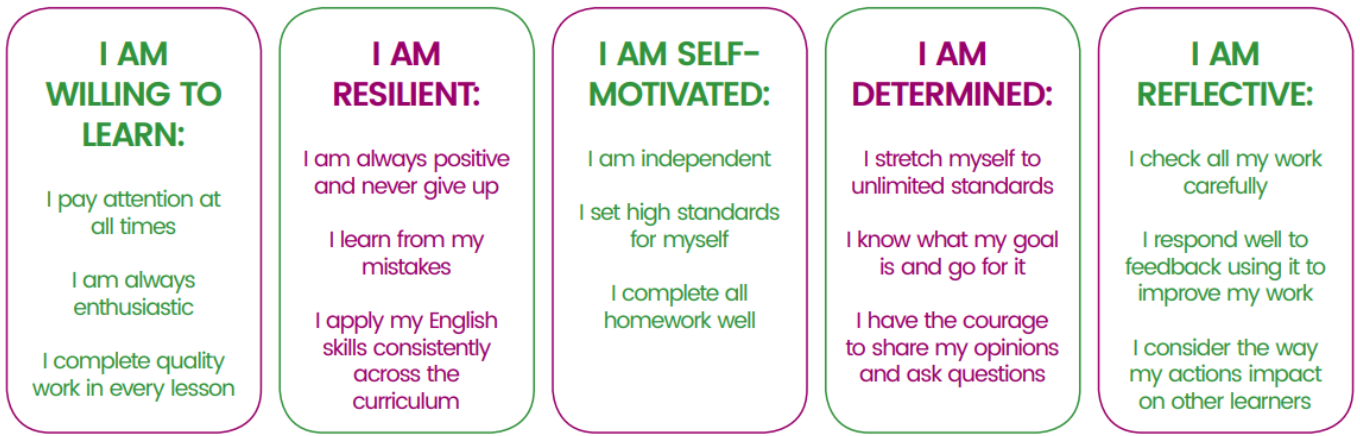 I AM
WILLING TO
LEARN:
I pay attention at
all times
I am always
enthusiastic
I complete quality
work in every lesson
I AM
RESILIENT:
I am always positive
and never give up
I learn from my
mistakes
I apply my English
skills consistently
across the
curriculum
I AM SELF-
MOTIVATED:
I am independent
I set high standards
for myself
I complete all
homework well
I AM
DETERMINED:
I stretch myself to
unlimited standards
I know what my goal
is and go for it
I have the courage
to share my opinions
and ask questions
I AM
REFLECTIVE:
I check all my work
carefully
I respond well to
feedback using it to
improve my work
I consider the way
my actions impact
on other learners